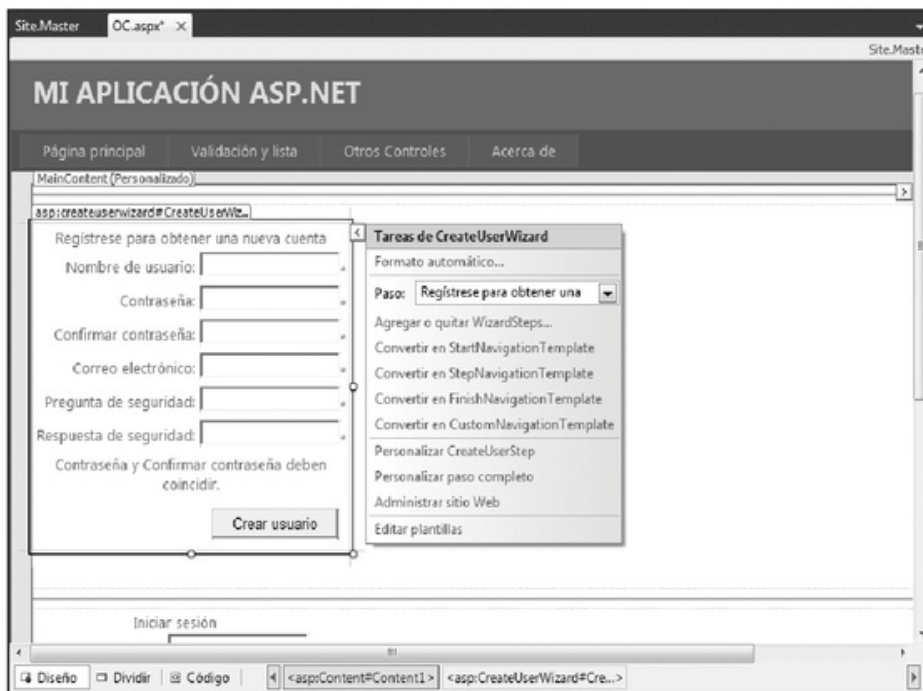 Site.Master OC.aspx* ×
Site.Maste
MI APLICACIÓN ASP.NET
Página principal Validación y lista Otros Controles Acerca de
MainContent (Personalizado)
asp:createuserwizard#CreateUserWiz...
Regístrese para obtener una nueva cuenta
Nombre de usuario: *
Contraseña: *
Confirmar contraseña: *
Correo electrónico: *
Pregunta de seguridad: *
Respuesta de seguridad: *
Contraseña y Confirmar contraseña deben
coincidir.
Crear usuario
Tareas de CreateUserWizard
Formato automático...
Paso: Regístrese para obtener una
Agregar o quitar WizardSteps...
Convertir en StartNavigationTemplate
Convertir en StepNavigationTemplate
Convertir en FinishNavigationTemplate
Convertir en CustomNavigationTemplate
Personalizar CreateUserStep
Personalizar paso completo
Administrar sitio Web
Editar plantillas
Iniciar sesión
Diseño Dividir Código <asp:Content#Content1> <asp:CreateUserWizard#Cre...>